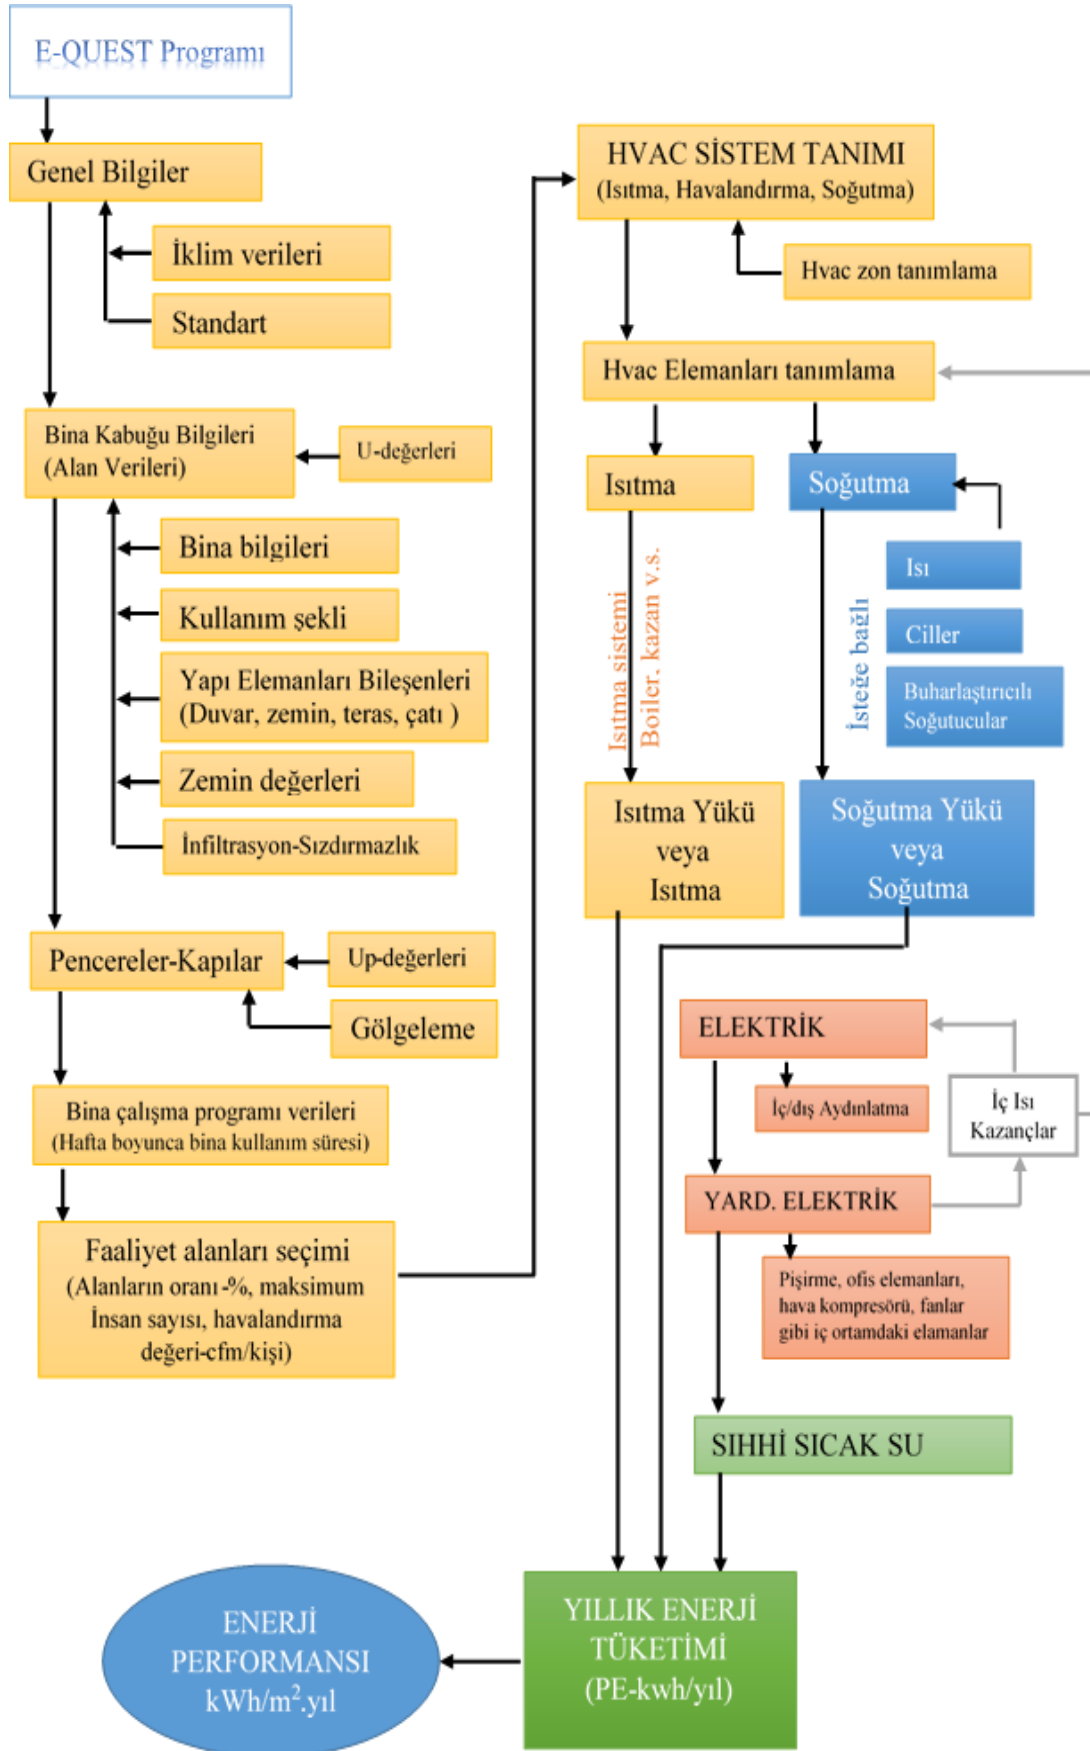 E-QUEST Programı
Genel Bilgiler
İklim verileri
Standart
Bina Kabuğu Bilgileri
(Alan Verileri)
U-değerleri
Bina bilgileri
Kullanım şekli
Yapı Elemanları Bileşenleri
(Duvar, zemin, teras, çatı )
Zemin değerleri
İnfiltrasyon-Sızdırmazlık
Pencereler-Kapılar
Up-değerleri
Gölgeleme
Bina çalışma programı verileri
(Hafta boyunca bina kullanım süresi)
Faaliyet alanları seçimi
(Alanların oranı-%, maksimum
İnsan sayısı, havalandırma
değeri-cfm/kişi)
HVAC SİSTEM TANIMI
(Isıtma, Havalandırma, Soğutma)
Hvac zon tanımlama
Hvac Elemanları tanımlama
Isıtma
Soğutma
Isıtma sistemi
Boiler, kazan v.s.
İsteğe bağlı
Isı
Ciller
Buharlaştırıcılı
Soğutucular
Isıtma Yükü
veya
Isıtma
Soğutma Yükü
veya
Soğutma
ELEKTRİK
İç/dış Aydınlatma
İç Isı
Kazançlar
YARD. ELEKTRİK
Pişirme, ofis elemanları,
hava kompresörü, fanlar
gibi iç ortamdaki elamanlar
SIHHİ SICAK SU
YILLIK ENERJİ
TÜKETİMİ
(PE-kwh/yıl)
ENERJİ
PERFORMANSI
kWh/m².yıl